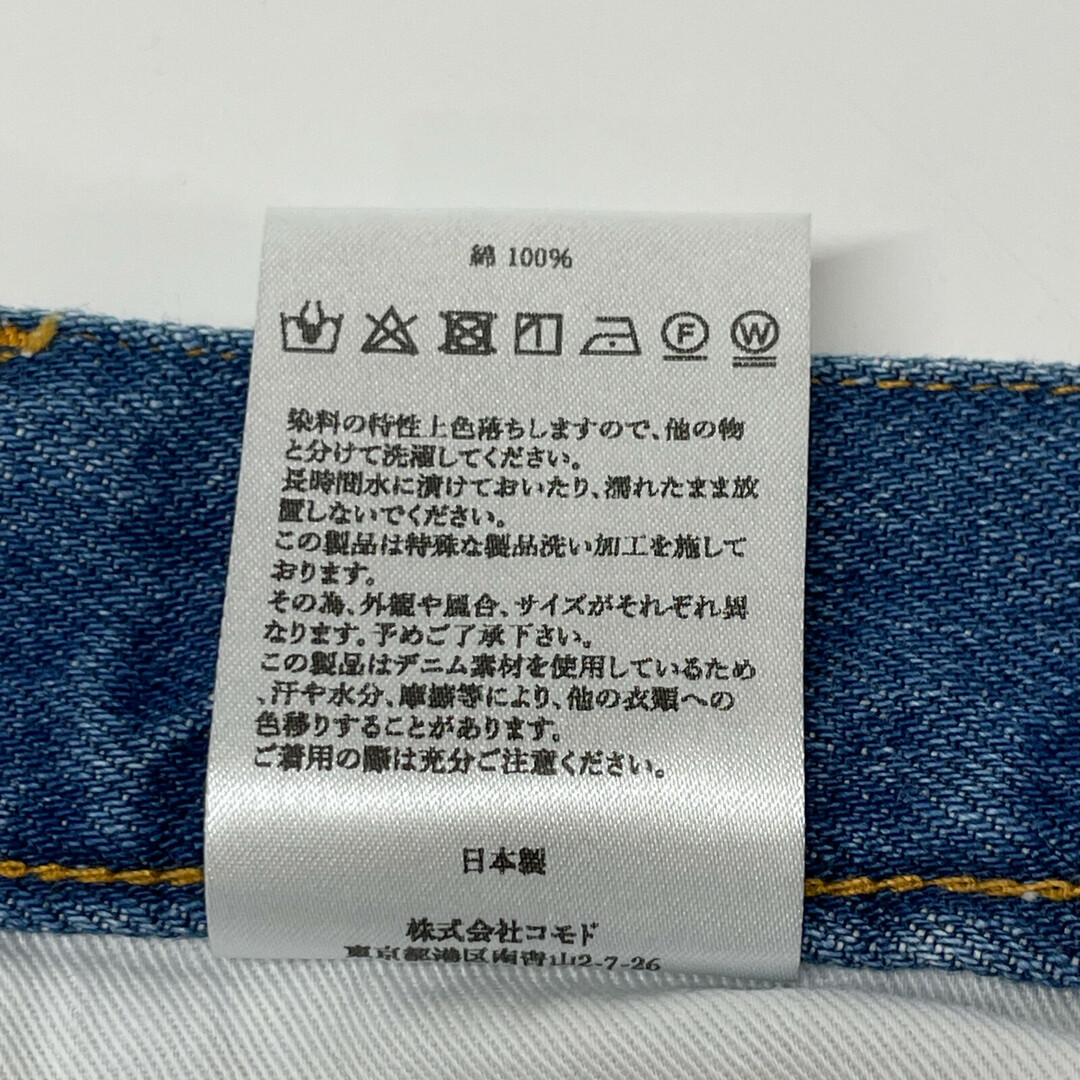 綿 100%
F W
染料の特性上色落ちしますので、他の物
と分けて洗濯してください。
長時間水に漬けておいたり、濡れたまま放
置しないでください。
この製品は特殊な製品洗い加工を施して
おります。
その為、外観や風合、サイズがそれぞれ異
なります。予めご了承下さい。
この製品はデニム素材を使用しているため
、汗や水分、摩擦等により、他の衣類への
色移りすることがあります。
ご着用の際は充分ご注意ください。
日本製
株式会社コモド
東京都港区南青山2-7-26